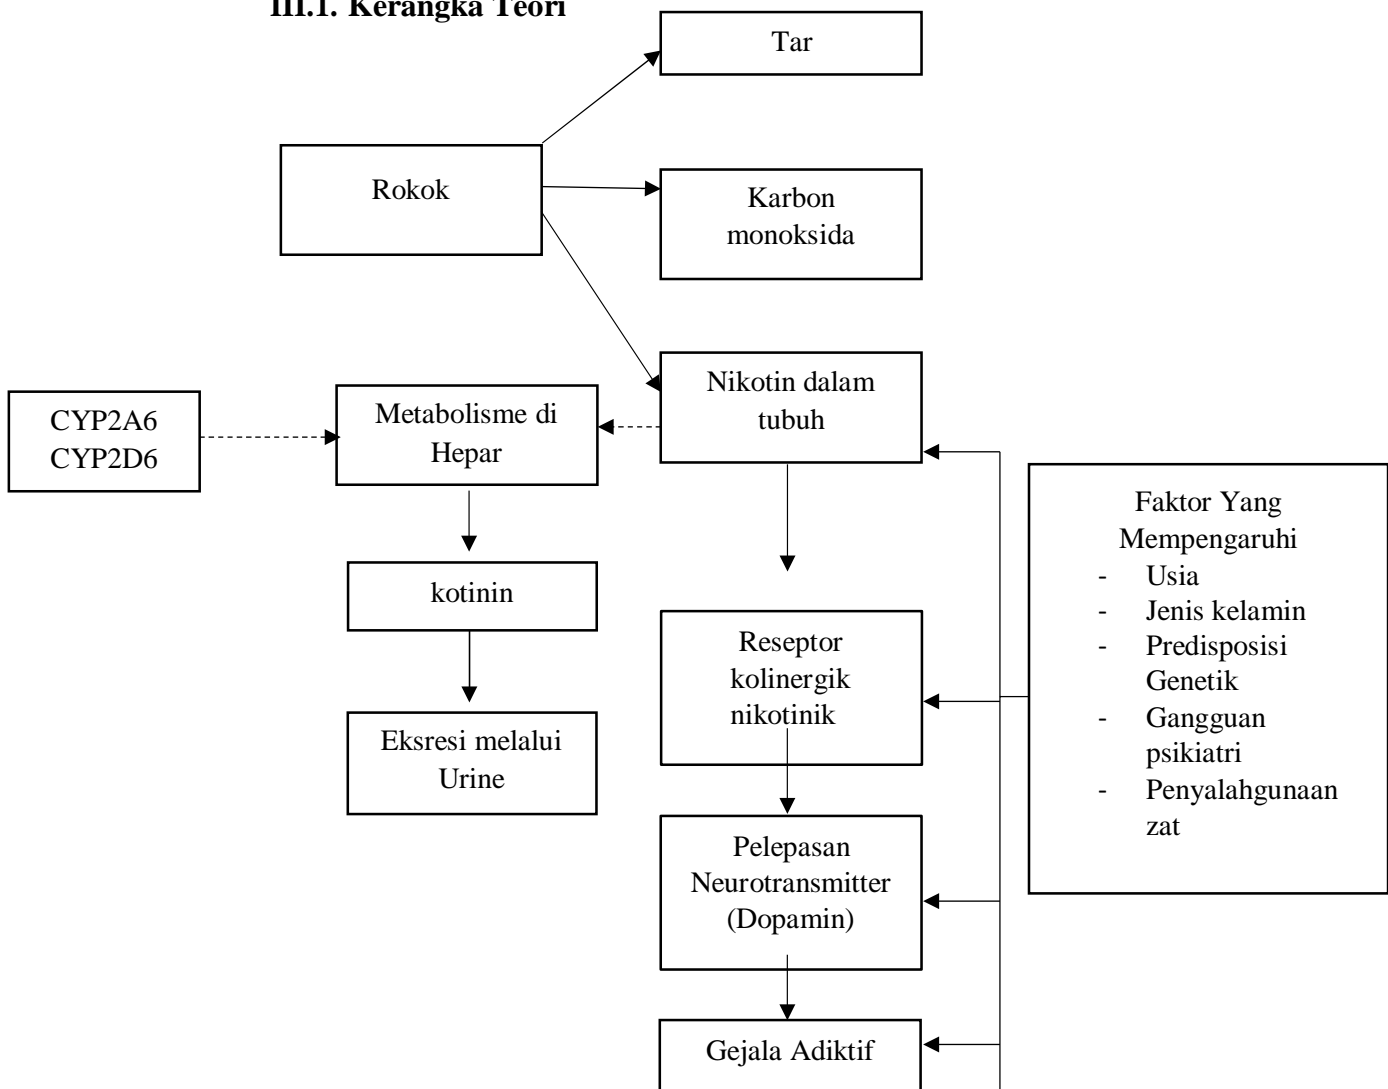 III.1. Kerangka Teori
Tar
Rokok
Karbon
monoksida
Nikotin dalam
tubuh
Metabolisme di
Hepar
CYP2A6
CYP2D6
kotinin
Eksresi melalui
Urine
Reseptor
kolinergik
nikotinik
Pelepasan
Neurotransmitter
(Dopamin)
Gejala Adiktif
Faktor Yang
Mempengaruhi
- Usia
- Jenis kelamin
- Predisposisi
Genetik
- Gangguan
psikiatri
- Penyalahgunaan
zat